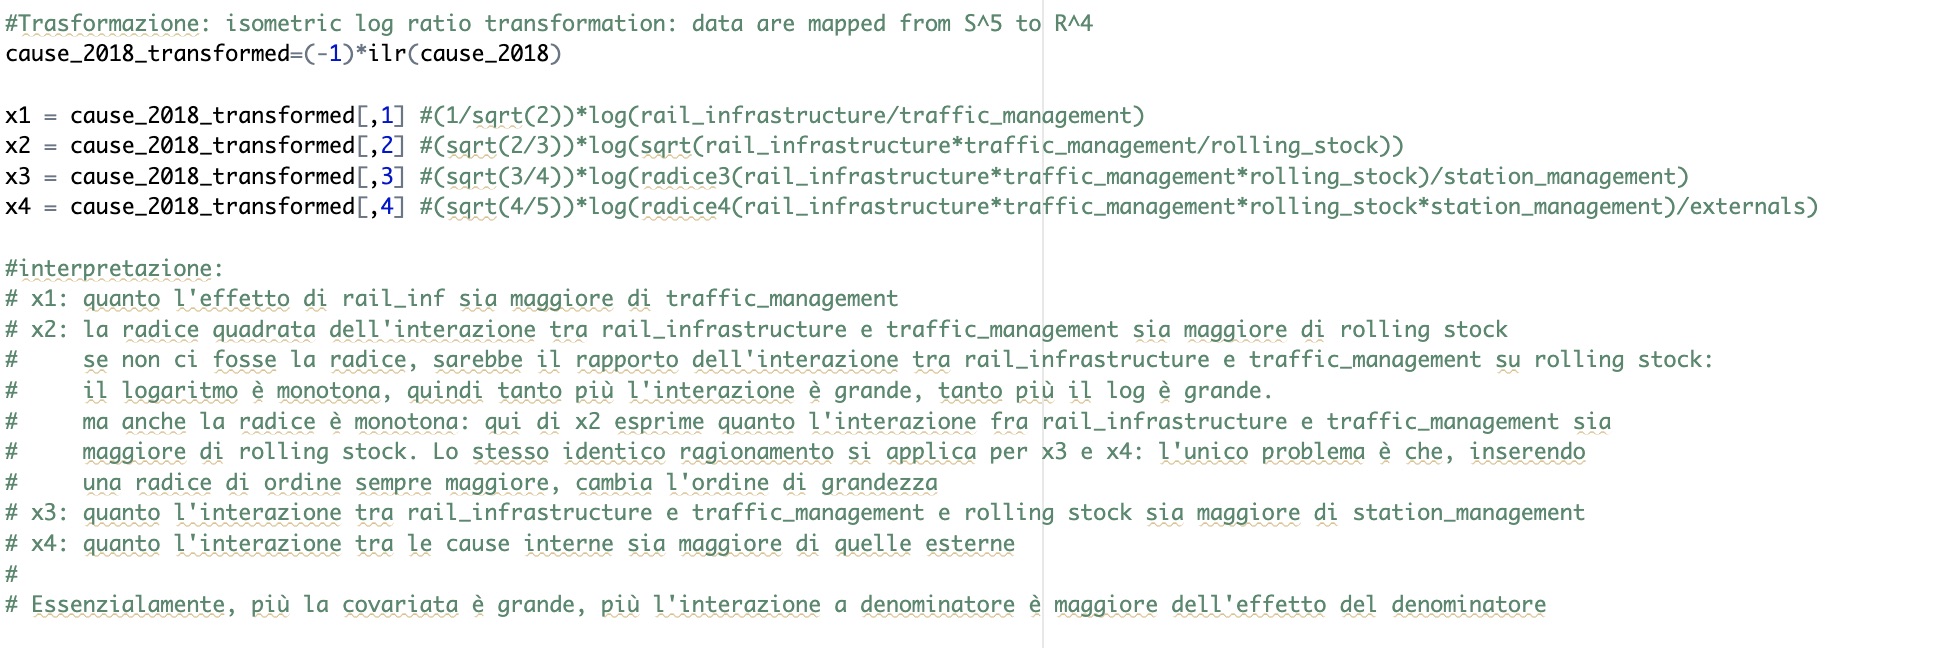 #Trasformazione: isometric log ratio transformation: data are mapped from S^5 to R^4
cause_2018_transformed=(-1)*ilr(cause_2018)
x1 = cause_2018_transformed[,1] #(1/sqrt(2))*log(rail_infrastructure/traffic_management)
x2 = cause_2018_transformed[,2] #(sqrt(2/3))*log(sqrt(rail_infrastructure*traffic_management/rolling_stock))
x3 = cause_2018_transformed[,3] #(sqrt(3/4))*log(radice3(rail_infrastructure*traffic_management*rolling_stock)/station_management)
x4 = cause_2018_transformed[,4] #(sqrt(4/5))*log(radice4(rail_infrastructure*traffic_management*rolling_stock*station_management)/externals)
#interpretazione:
# x1: quanto l'effetto di rail_inf sia maggiore di traffic_management
# x2: la radice quadrata dell'interazione tra rail_infrastructure e traffic_management sia maggiore di rolling stock
#     se non ci fosse la radice, sarebbe il rapporto dell'interazione tra rail_infrastructure e traffic_management su rolling stock:
#     il logaritmo è monotona, quindi tanto più l'interazione è grande, tanto più il log è grande.
#     ma anche la radice è monotona: qui di x2 esprime quanto l'interazione fra rail_infrastructure e traffic_management sia
#     maggiore di rolling stock. Lo stesso identico ragionamento si applica per x3 e x4: l'unico problema è che, inserendo
#     una radice di ordine sempre maggiore, cambia l'ordine di grandezza
# x3: quanto l'interazione tra rail_infrastructure e traffic_management e rolling stock sia maggiore di station_management
# x4: quanto l'interazione tra le cause interne sia maggiore di quelle esterne
#
# Essenzialamente, più la covariata è grande, più l'interazione a denominatore è maggiore dell'effetto del denominatore